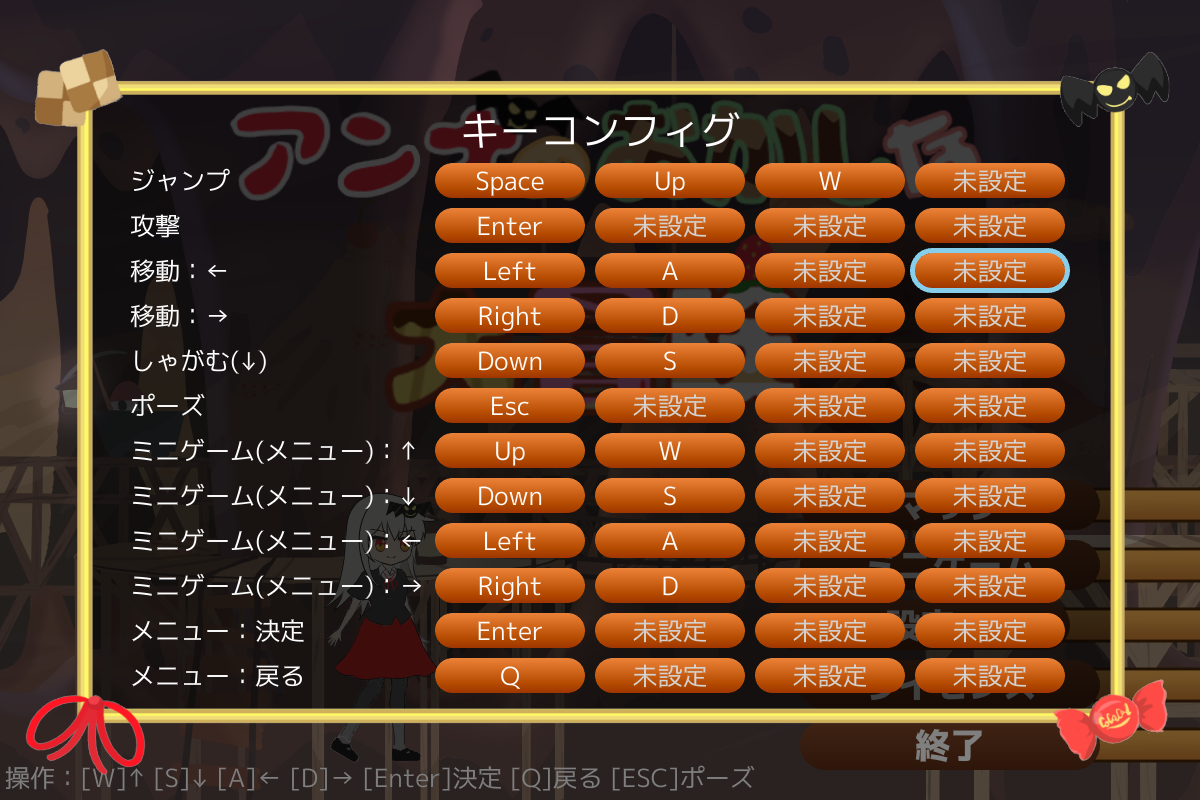 キーコンフィグ
ジャンプ Space Up W 未設定
攻撃 Enter 未設定 未設定 未設定
移動：← Left A 未設定 未設定
移動：→ Right D 未設定 未設定
しゃがむ(↓) Down S 未設定 未設定
ポーズ Esc 未設定 未設定 未設定
ミニゲーム(メニュー)：↑ Up W 未設定 未設定
ミニゲーム(メニュー)：↓ Down S 未設定 未設定
ミニゲーム(メニュー)：← Left A 未設定 未設定
ミニゲーム(メニュー)：→ Right D 未設定 未設定
メニュー：決定 Enter 未設定 未設定 未設定
メニュー：戻る Q 未設定 未設定 未設定
終了
操作：[W]↑ [S]↓ [A]← [D]→ [Enter]決定 [Q]戻る [ESC]ポーズ